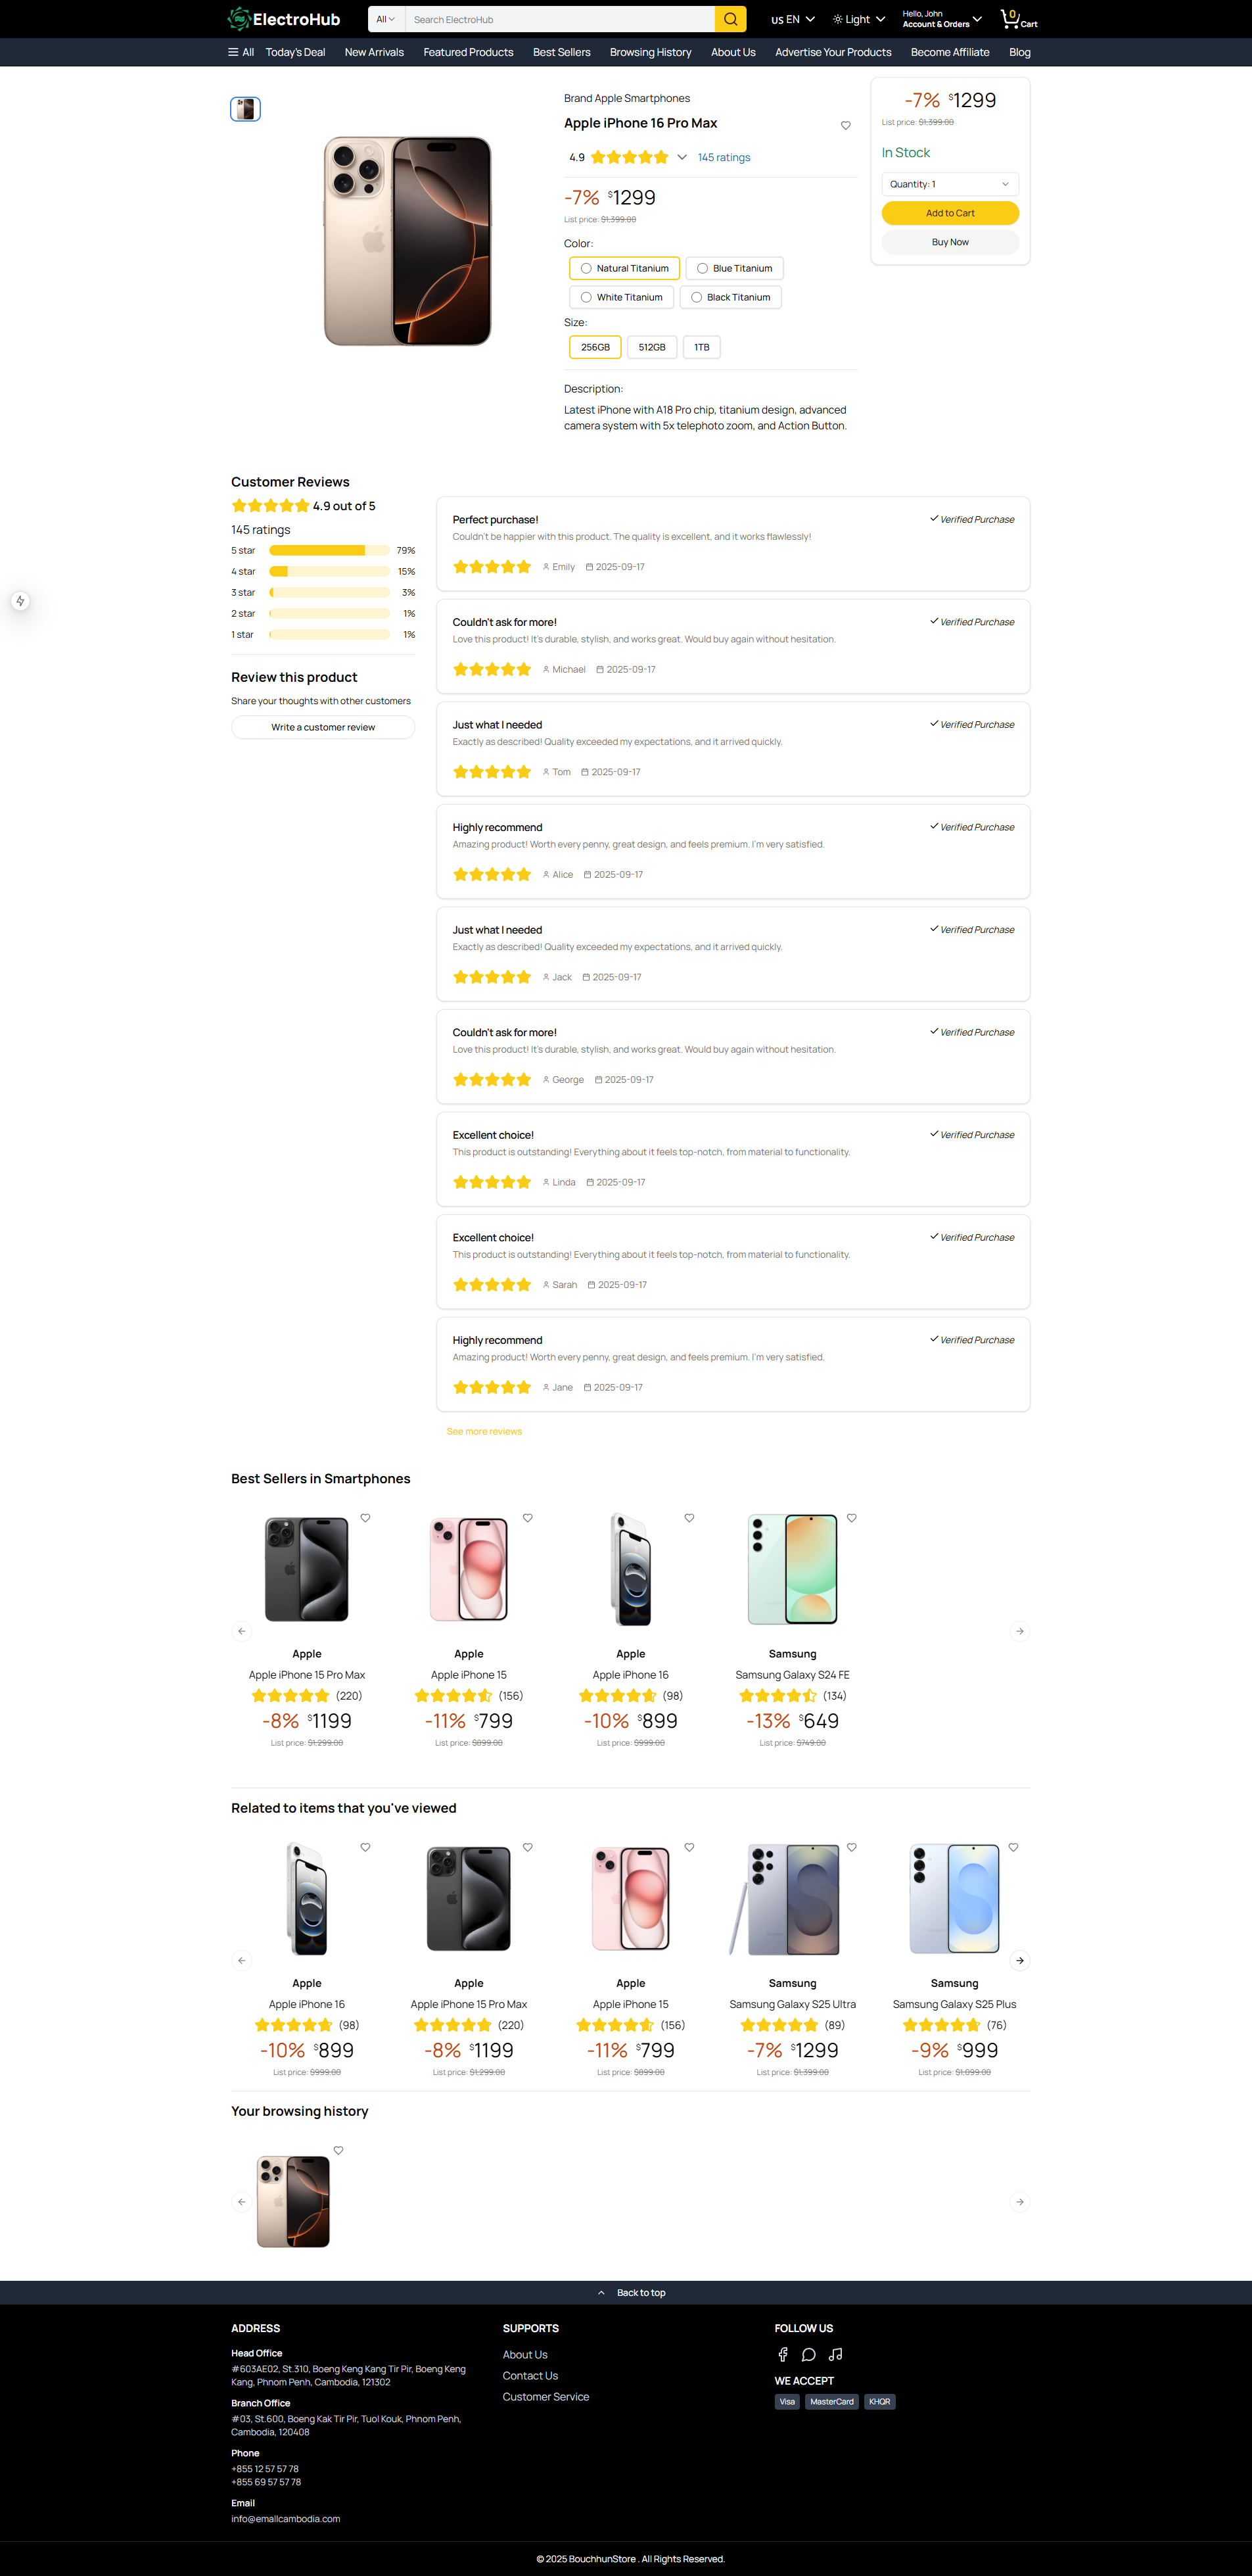 ElectroHub
All
Search ElectroHub
US EN
Light
Hello, John
Account & Orders
0
Cart
All
Today's Deal
New Arrivals
Featured Products
Best Sellers
Browsing History
About Us
Advertise Your Products
Become Affiliate
Blog
Brand Apple Smartphones
Apple iPhone 16 Pro Max
4.9
145 ratings
-7% $1299
List price: $1,399.00
Color:
Natural Titanium
Blue Titanium
White Titanium
Black Titanium
Size:
256GB
512GB
1TB
Description:
Latest iPhone with A18 Pro chip, titanium design, advanced
camera system with 5x telephoto zoom, and Action Button.
-7% $1299
List price: $1,399.00
In Stock
Quantity: 1
Add to Cart
Buy Now
Customer Reviews
4.9 out of 5
145 ratings
5 star 79%
4 star 15%
3 star 3%
2 star 1%
1 star 1%
Review this product
Share your thoughts with other customers
Write a customer review
Perfect purchase!
Verified Purchase
Couldn't be happier with this product. The quality is excellent, and it works flawlessly!
Emily 2025-09-17
Couldn't ask for more!
Verified Purchase
Love this product! It's durable, stylish, and works great. Would buy again without hesitation.
Michael 2025-09-17
Just what I needed
Verified Purchase
Exactly as described! Quality exceeded my expectations, and it arrived quickly.
Tom 2025-09-17
Highly recommend
Verified Purchase
Amazing product! Worth every penny, great design, and feels premium. I'm very satisfied.
Alice 2025-09-17
Just what I needed
Verified Purchase
Exactly as described! Quality exceeded my expectations, and it arrived quickly.
Jack 2025-09-17
Couldn't ask for more!
Verified Purchase
Love this product! It's durable, stylish, and works great. Would buy again without hesitation.
George 2025-09-17
Excellent choice!
Verified Purchase
This product is outstanding! Everything about it feels top-notch, from material to functionality.
Linda 2025-09-17
Excellent choice!
Verified Purchase
This product is outstanding! Everything about it feels top-notch, from material to functionality.
Sarah 2025-09-17
Highly recommend
Verified Purchase
Amazing product! Worth every penny, great design, and feels premium. I'm very satisfied.
Jane 2025-09-17
See more reviews
Best Sellers in Smartphones
Apple
Apple iPhone 15 Pro Max
(220)
-8% $1199
List price: $1,299.00
Apple
Apple iPhone 15
(156)
-11% $799
List price: $899.00
Apple
Apple iPhone 16
(98)
-10% $899
List price: $999.00
Samsung
Samsung Galaxy S24 FE
(134)
-13% $649
List price: $749.00
Related to items that you've viewed
Apple
Apple iPhone 16
(98)
-10% $899
List price: $999.00
Apple
Apple iPhone 15 Pro Max
(220)
-8% $1199
List price: $1,299.00
Apple
Apple iPhone 15
(156)
-11% $799
List price: $899.00
Samsung
Samsung Galaxy S25 Ultra
(89)
-7% $1299
List price: $1,399.00
Samsung
Samsung Galaxy S25 Plus
(76)
-9% $999
List price: $1,099.00
Your browsing history
Back to top
ADDRESS
Head Office
#603AE02, St.310, Boeng Keng Kang Tir Pir, Boeng Keng
Kang, Phnom Penh, Cambodia, 121302
Branch Office
#03, St.600, Boeng Kak Tir Pir, Tuol Kouk, Phnom Penh,
Cambodia, 120408
Phone
+855 12 57 57 78
+855 69 57 57 78
Email
info@emallcambodia.com
SUPPORTS
About Us
Contact Us
Customer Service
FOLLOW US
WE ACCEPT
Visa
MasterCard
KHQR
© 2025 BouchhunStore . All Rights Reserved.